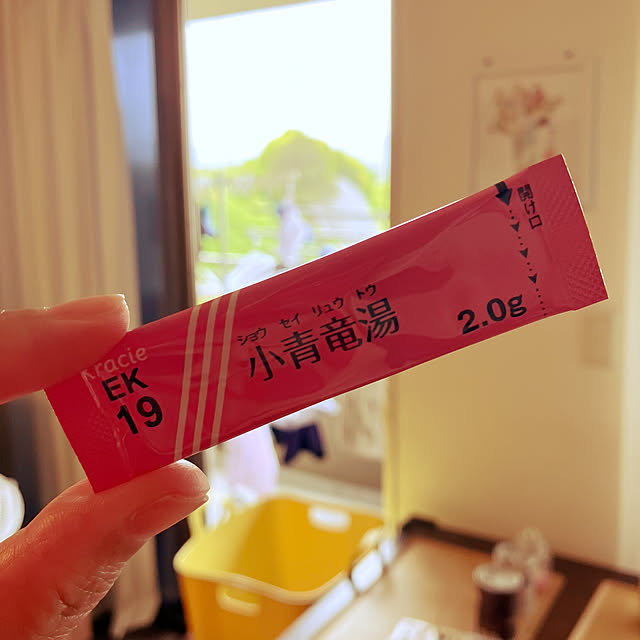 Kracie
EK
19
ショウ セイ リュウ トウ
小青竜湯
2.0g
開け口